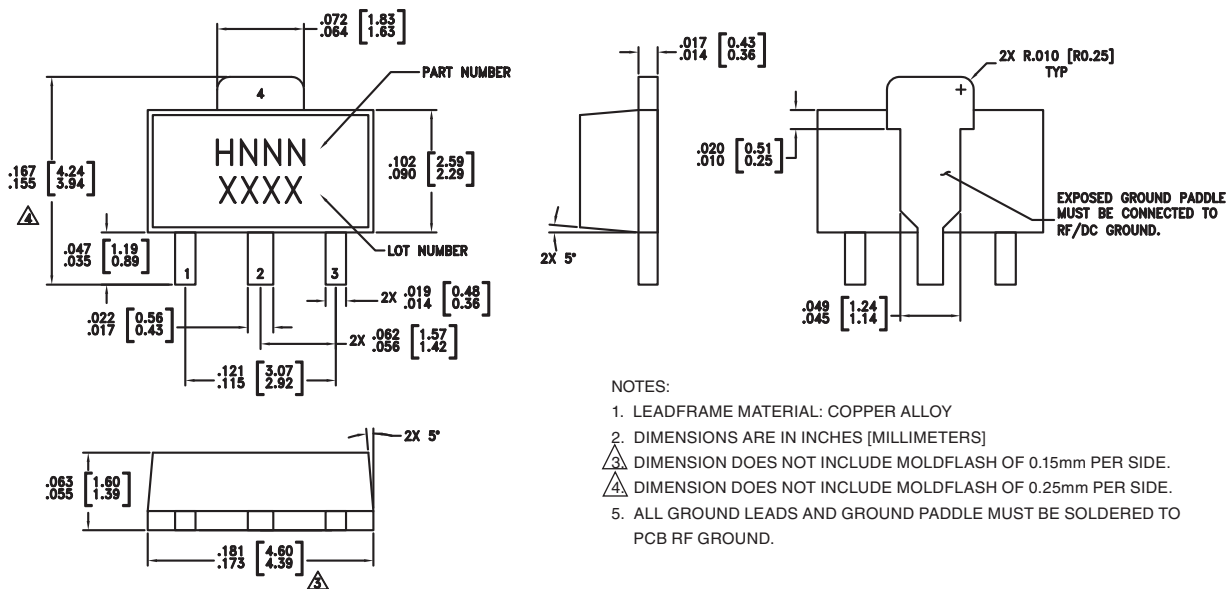 .072 [1.83]
.064 [1.63]
PART NUMBER
4
HNNN
XXXX
.167 [4.24]
.155 [3.94]
4
.102 [2.59]
.090 [2.29]
LOT NUMBER
.047 [1.19]
.035 [0.89]
1
2
3
2X .019 [0.48]
.014 [0.36]
.022 [0.56]
.017 [0.43]
2X .062 [1.57]
.056 [1.42]
.121 [3.07]
.115 [2.92]
.017 [0.43]
.014 [0.36]
2X 5°
2X R.010 [R0.25]
TYP
.020 [0.51]
.010 [0.25]
EXPOSED GROUND PADDLE
MUST BE CONNECTED TO
RF/DC GROUND.
.049 [1.24]
.045 [1.14]
2X 5°
.063 [1.60]
.055 [1.39]
.181 [4.60]
.173 [4.39]
3
NOTES:
1. LEADFRAME MATERIAL: COPPER ALLOY
2. DIMENSIONS ARE IN INCHES [MILLIMETERS]
3. DIMENSION DOES NOT INCLUDE MOLDFLASH OF 0.15mm PER SIDE.
4. DIMENSION DOES NOT INCLUDE MOLDFLASH OF 0.25mm PER SIDE.
5. ALL GROUND LEADS AND GROUND PADDLE MUST BE SOLDERED TO
PCB RF GROUND.